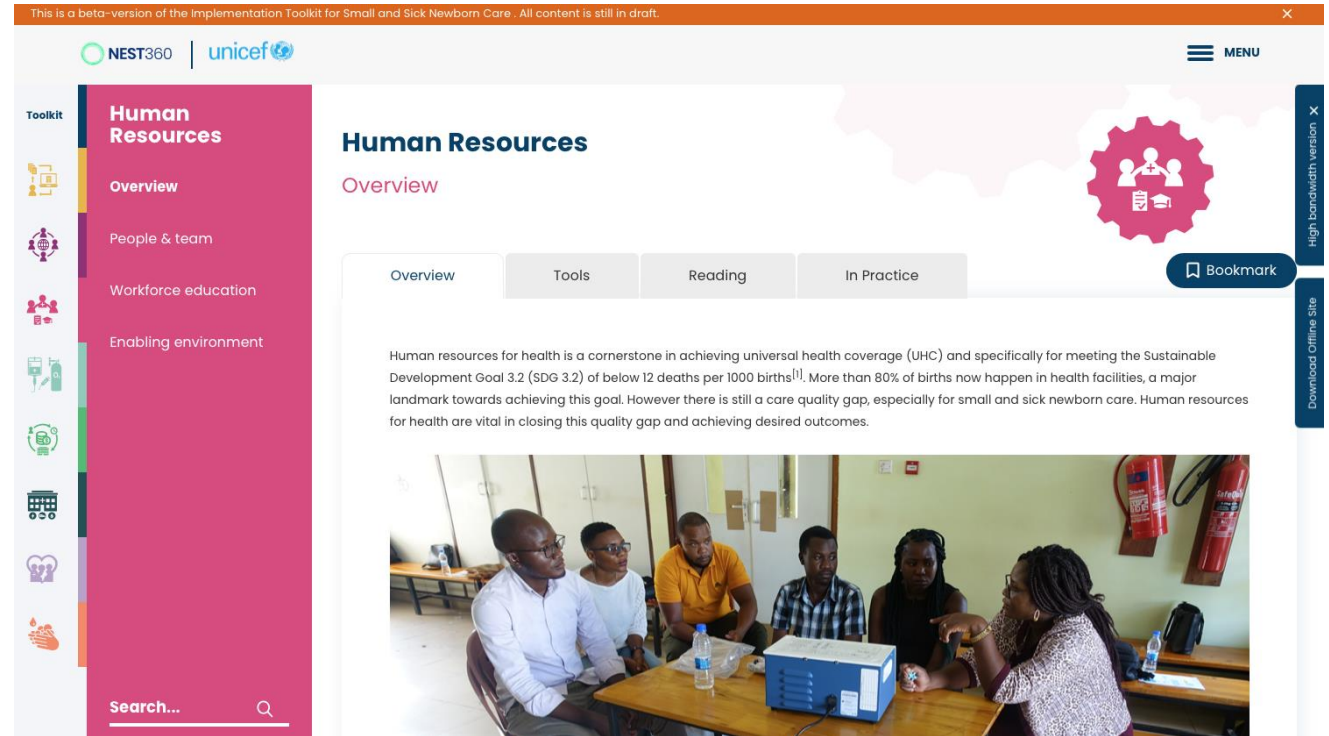 This is a beta-version of the Implementation Toolkit for Small and Sick Newborn Care . All content is still in draft.
NEST360
unicef
MENU
Toolkit
Human
Resources
Overview
People & team
Workforce education
Enabling environment
Search...
Human Resources
Overview
Overview
Tools
Reading
In Practice
Bookmark
High bandwidth version
Download Offline Site
Human resources for health is a cornerstone in achieving universal health coverage (UHC) and specifically for meeting the Sustainable
Development Goal 3.2 (SDG 3.2) of below 12 deaths per 1000 births[1]. More than 80% of births now happen in health facilities, a major
landmark towards achieving this goal. However there is still a care quality gap, especially for small and sick newborn care. Human resources
for health are vital in closing this quality gap and achieving desired outcomes.